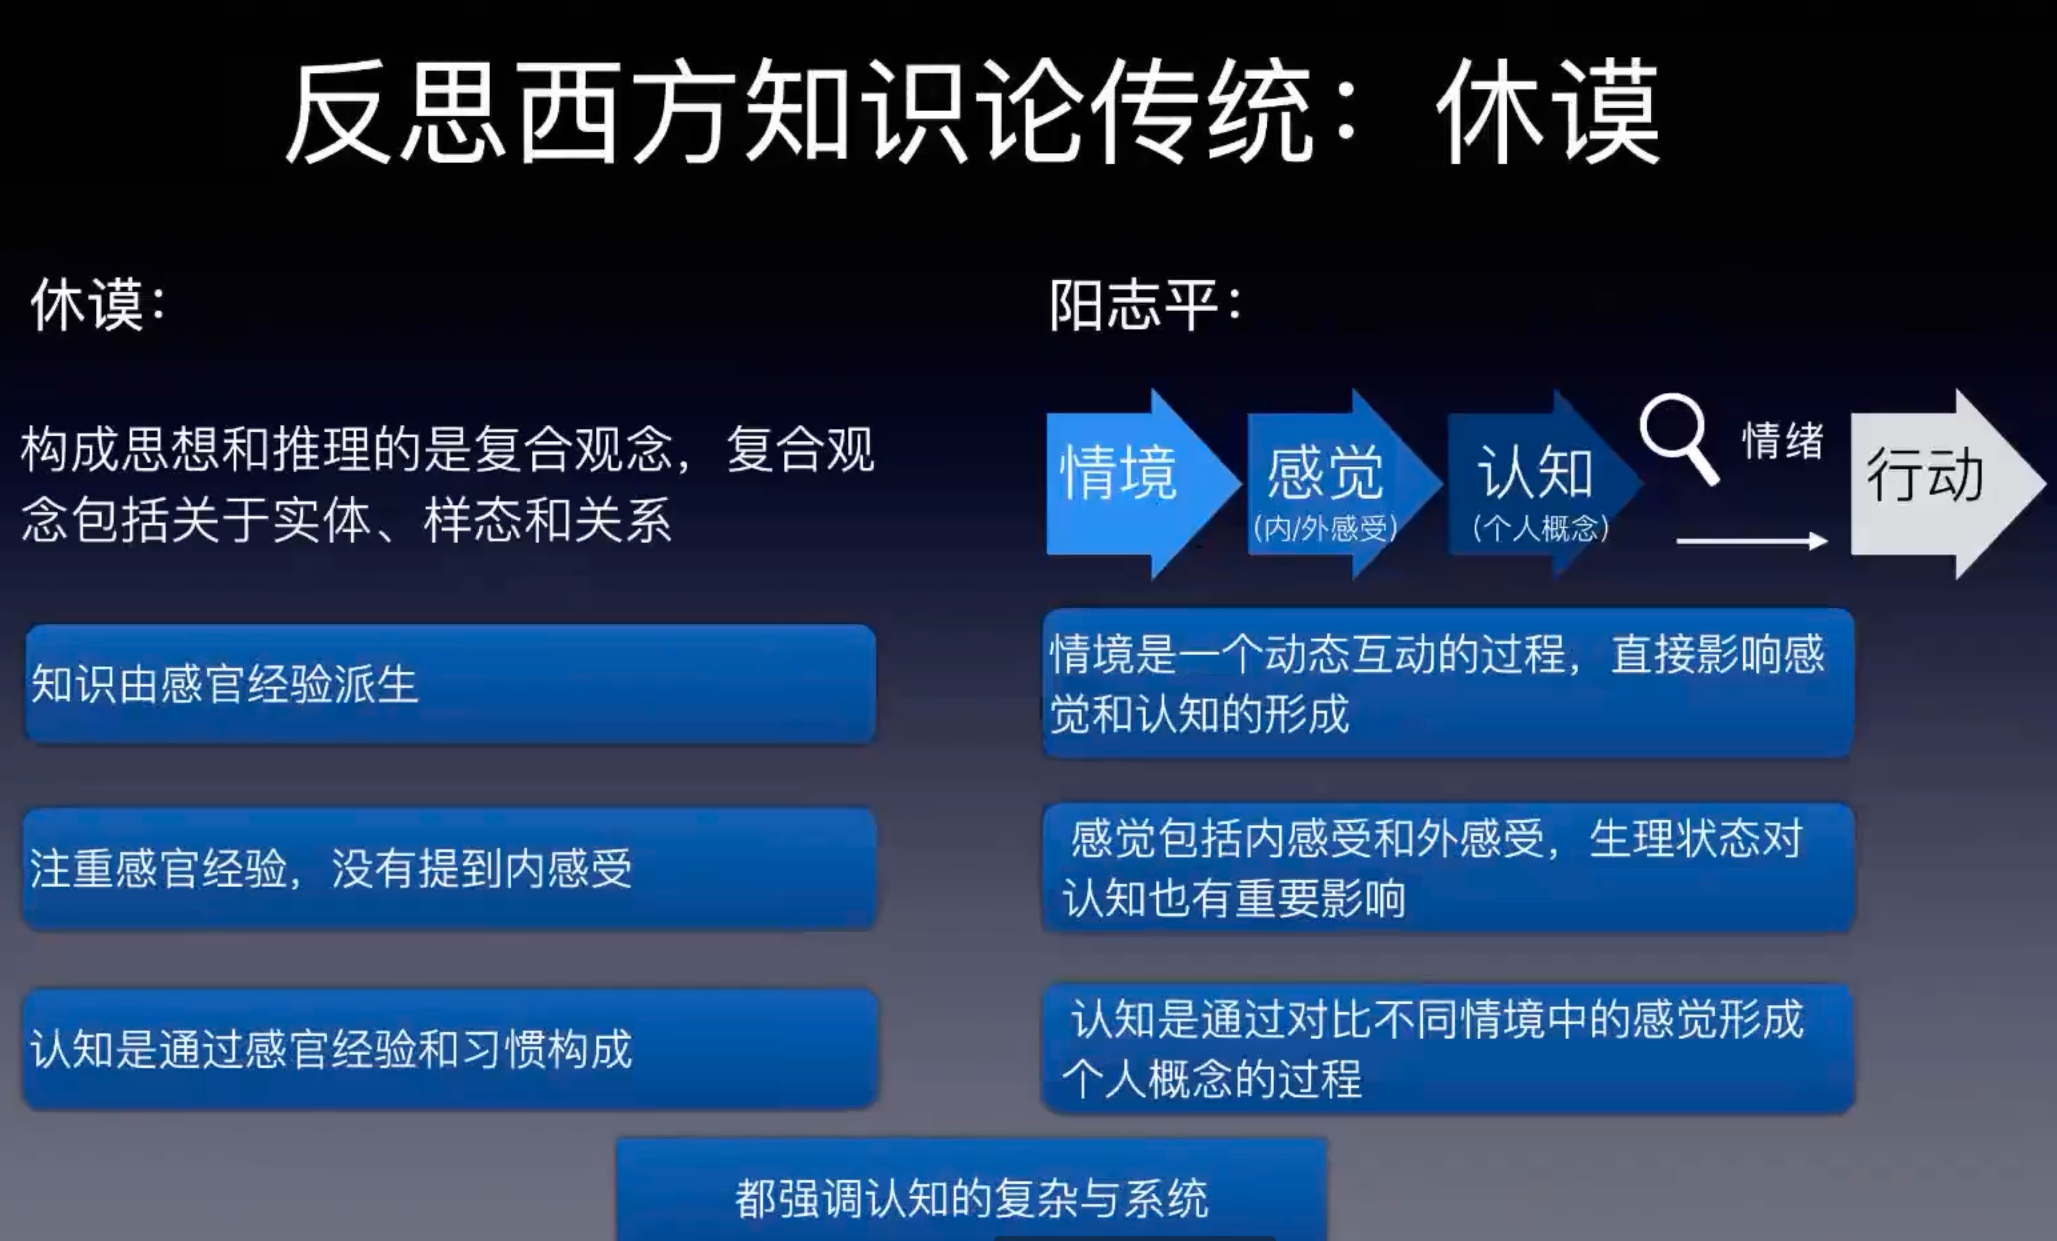 反思西方知识论传统：休谟
休谟：
构成思想和推理的是复合观念，复合观
念包括关于实体、样态和关系
知识由感官经验派生
注重感官经验，没有提到内感受
认知是通过感官经验和习惯构成
阳志平：
情境
感觉
(内/外感受)
认知
(个人概念)
情绪
行动
情境是一个动态互动的过程，直接影响感
觉和认知的形成
感觉包括内感受和外感受，生理状态对
认知也有重要影响
认知是通过对比不同情境中的感觉形成
个人概念的过程
都强调认知的复杂与系统